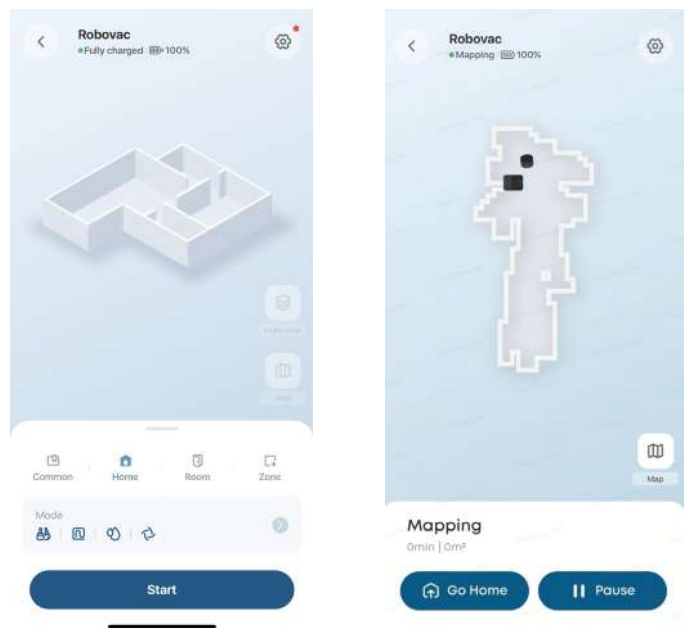 Robovac
Fully charged 100%
Common
Home
Room
Zone
Mode
Start
Robovac
Mapping 100%
Map
Mapping
0min | 0m²
Go Home
Pause